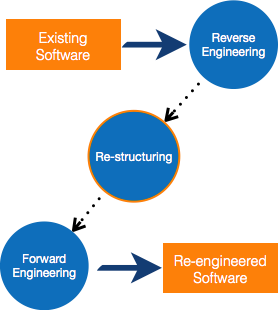 Existing
Software
Reverse
Engineering
Re-structuring
Forward
Engineering
Re-engineered
Software